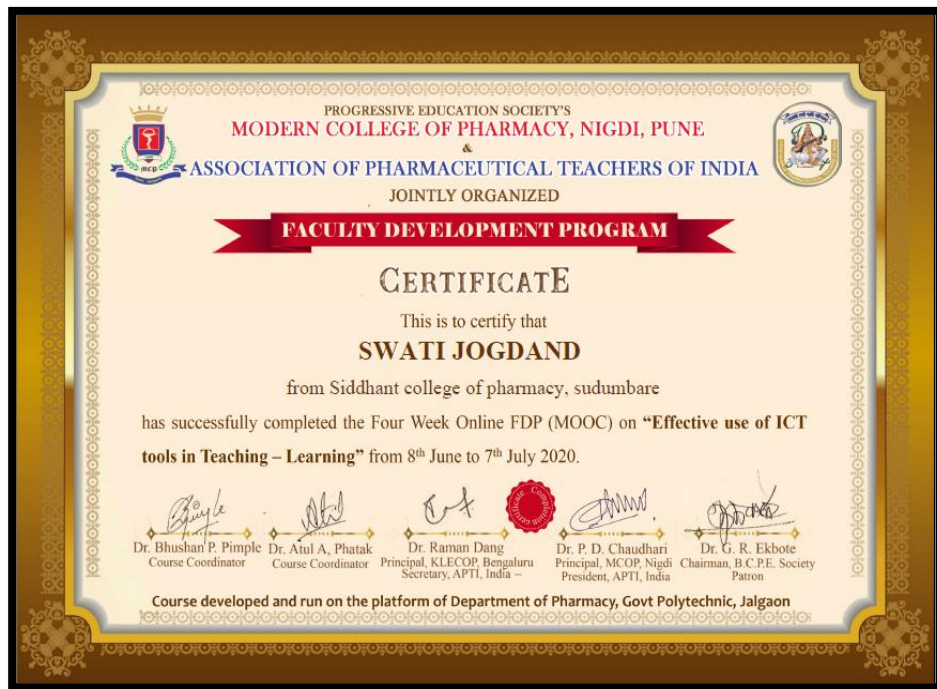 PROGRESSIVE EDUCATION SOCIETY'S
MODERN COLLEGE OF PHARMACY, NIGDI, PUNE
&
ASSOCIATION OF PHARMACEUTICAL TEACHERS OF INDIA
JOINTLY ORGANIZED
FACULTY DEVELOPMENT PROGRAM
CERTIFICATE
This is to certify that
SWATI JOGDAND
from Siddhant college of pharmacy, sudumbare
has successfully completed the Four Week Online FDP (MOOC) on “Effective use of ICT
tools in Teaching – Learning” from 8th June to 7th July 2020.
Completion certificate
Dr. Bhushan P. Pimple
Course Coordinator
Dr. Atul A, Phatak
Course Coordinator
Dr. Raman Dang
Principal, KLECOP, Bengaluru
Secretary, APTI, India –
Dr. P. D. Chaudhari
Principal, MCOP, Nigdi
President, APTI, India
Dr. G. R. Ekbote
Chairman, B.C.P.E. Society
Patron
Course developed and run on the platform of Department of Pharmacy, Govt Polytechnic, Jalgaon
MCP